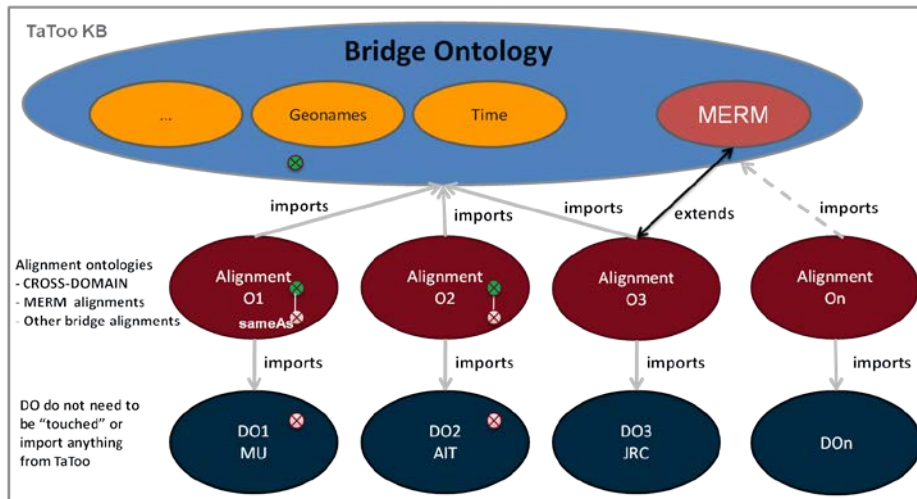 TaToo KB
Bridge Ontology
...
Geonames
Time
MERM
imports
imports
imports
extends
imports
Alignment ontologies
- CROSS-DOMAIN
- MERM alignments
- Other bridge alignments
Alignment
O1
sameAs
Alignment
O2
Alignment
O3
Alignment
On
imports
imports
imports
imports
DO do not need to
be "touched" or
import anything
from TaToo
DO1
MU
DO2
AIT
DO3
JRC
DOn